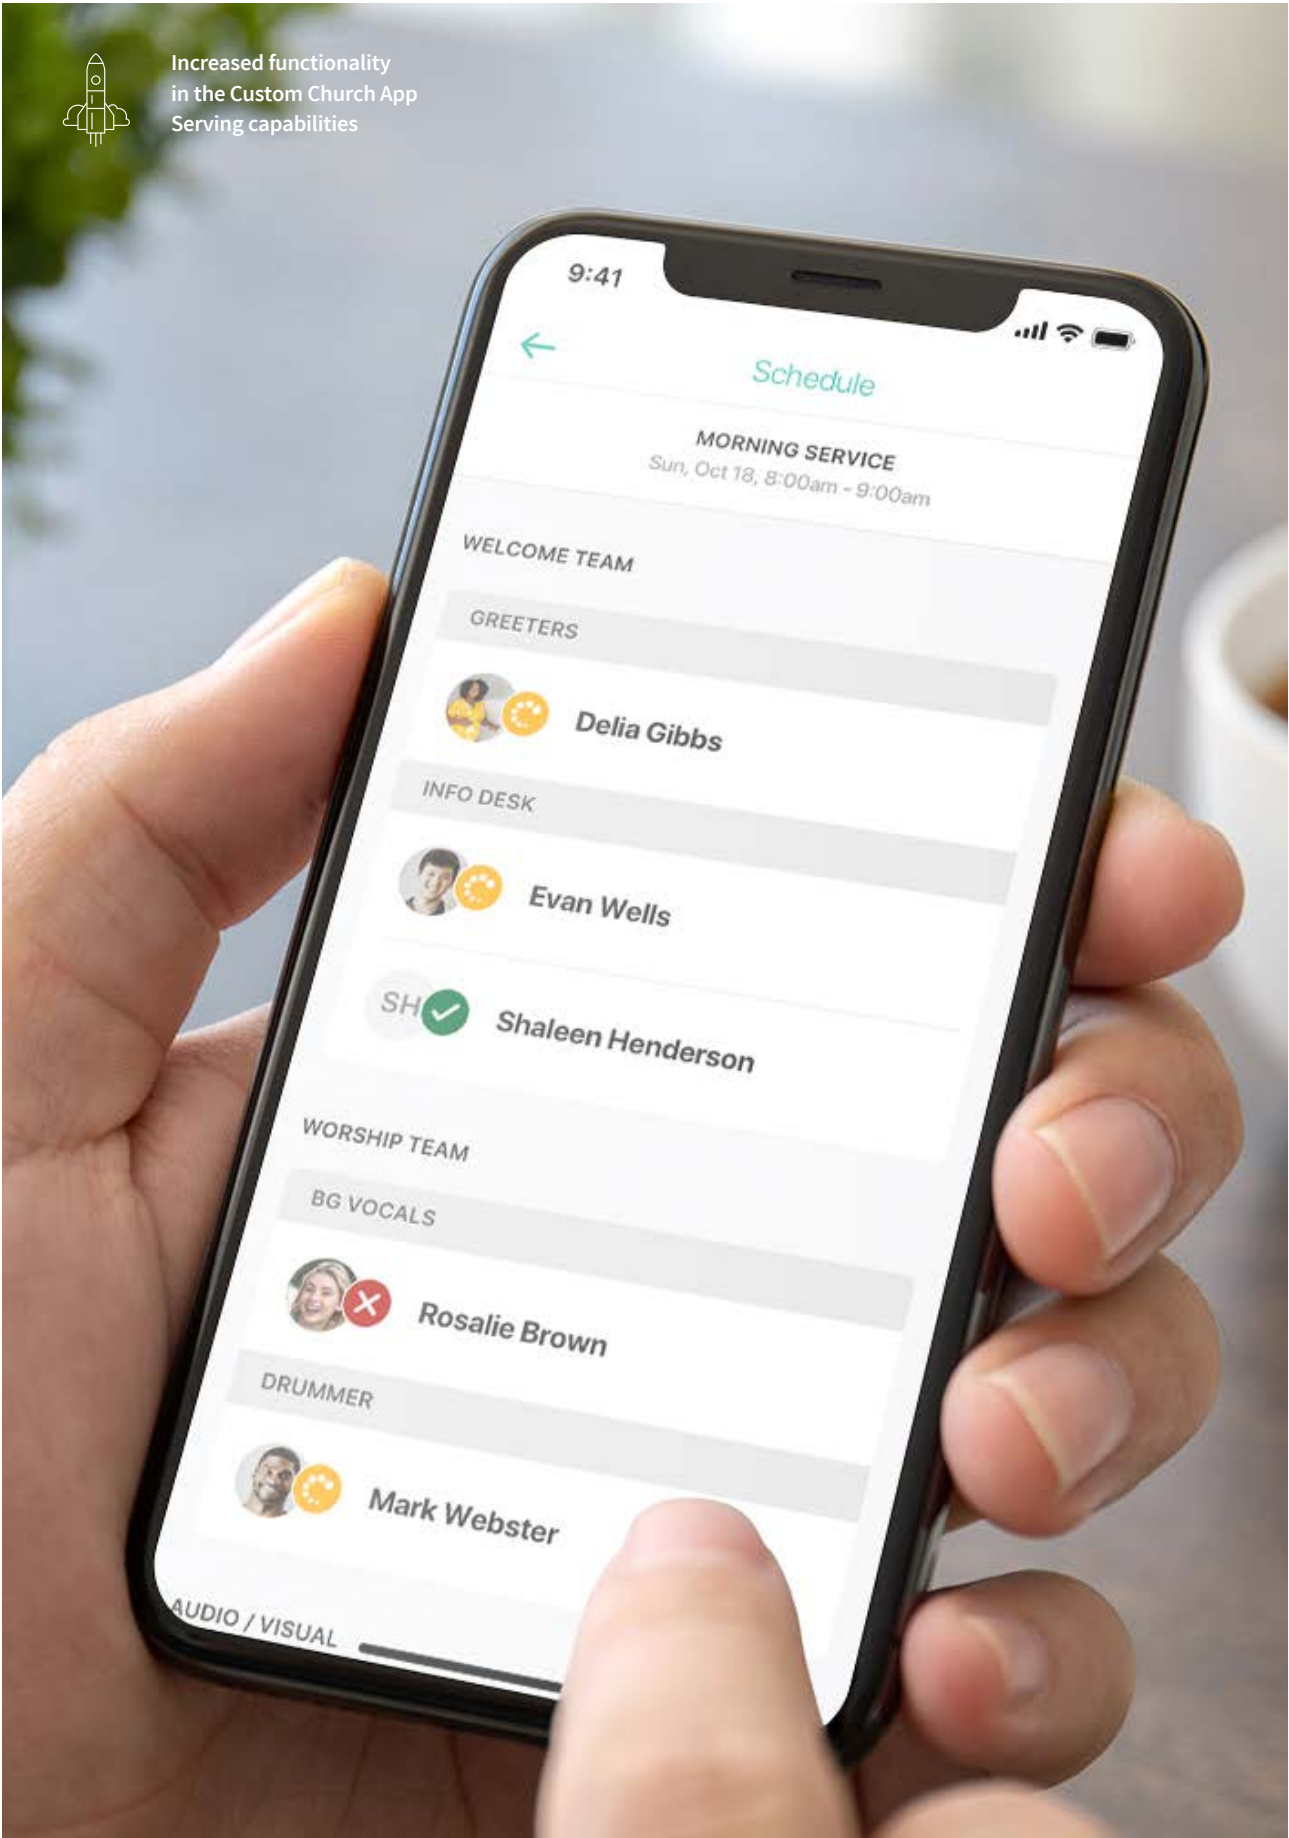 Increased functionality
in the Custom Church App
Serving capabilities
9:41
Schedule
MORNING SERVICE
Sun, Oct 18, 8:00am - 9:00am
WELCOME TEAM
GREETERS
Delia Gibbs
INFO DESK
Evan Wells
SH
Shaleen Henderson
WORSHIP TEAM
BG VOCALS
Rosalie Brown
DRUMMER
Mark Webster
AUDIO / VISUAL